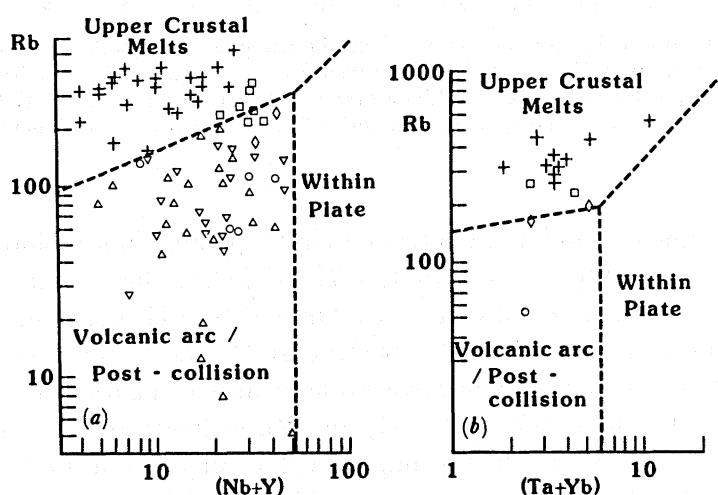 Upper Crustal
Melts
Rb
100
10
Within
Plate
Volcanic arc /
Post - collision
(a)
10
100
(Nb+Y)
1000
Rb
100
Upper Crustal
Melts
Within
Plate
Volcanic arc
/ Post -
collision
(b)
1
10
(Ta+Yb)